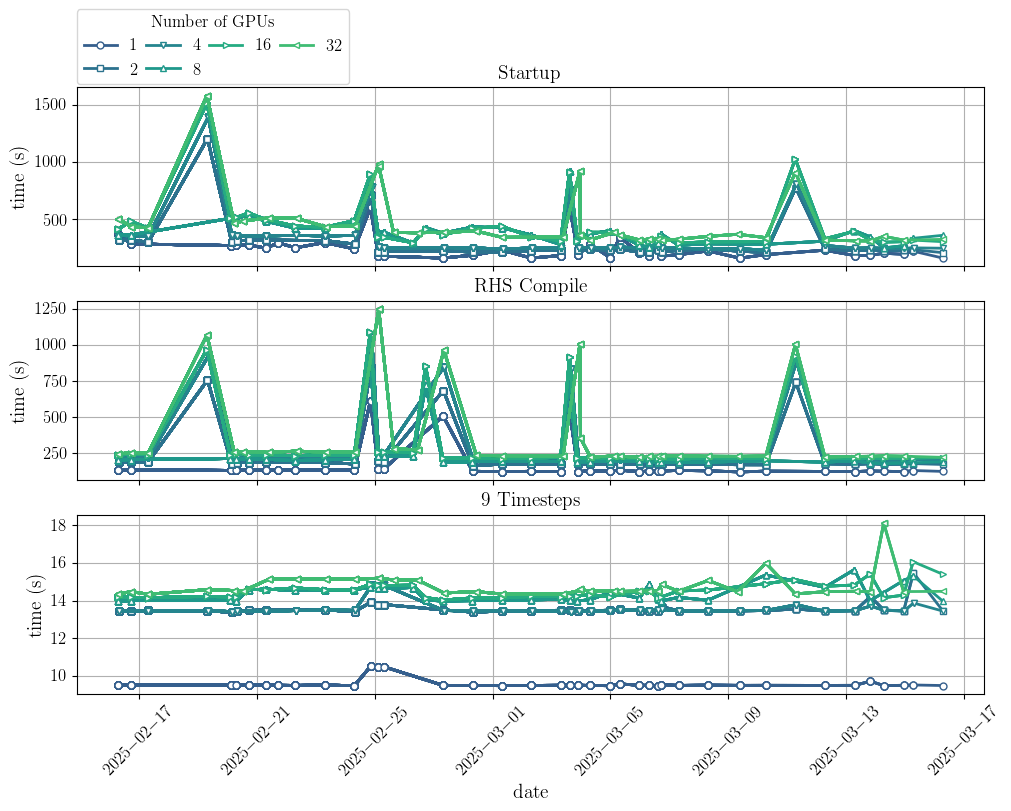 Number of GPUs
1 4 16 32
2 8
Startup
1500
1000
500
time (s)
RHS Compile
1250
1000
750
500
250
time (s)
9 Timesteps
18
16
14
12
10
time (s)
2025-02-17 2025-02-21 2025-02-25 2025-03-01 2025-03-05 2025-03-09 2025-03-13 2025-03-17
date